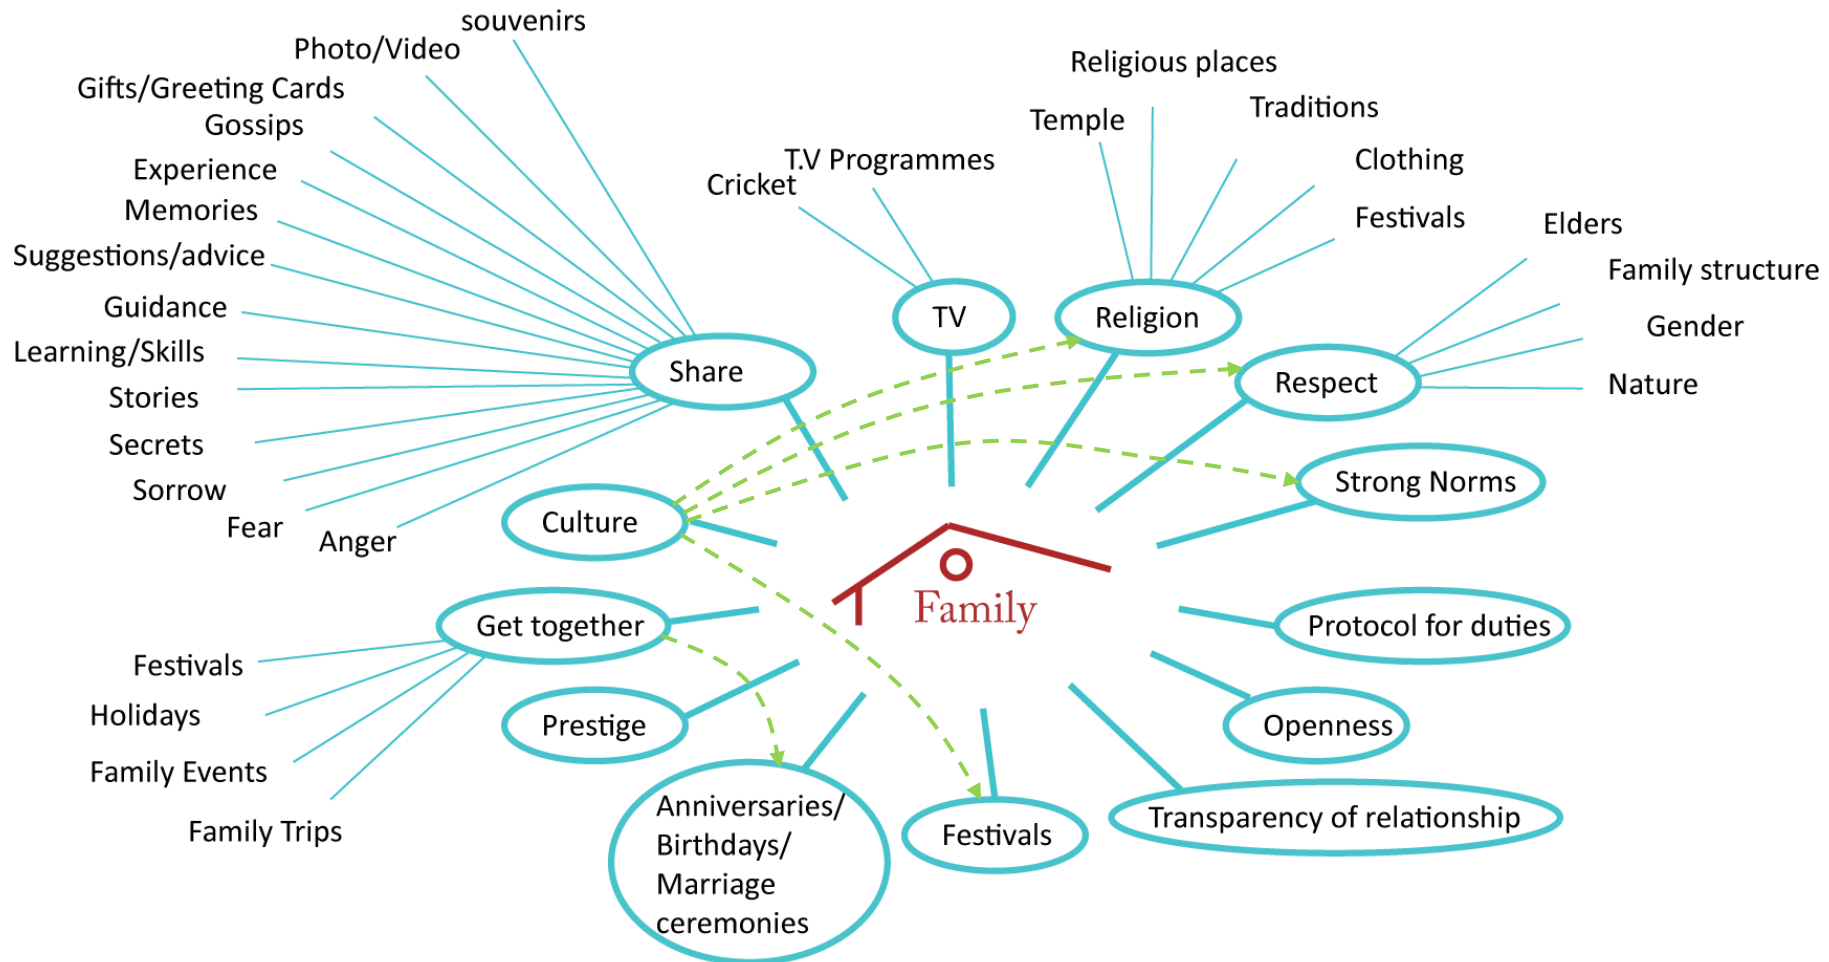 souvenirs
Photo/Video
Gifts/Greeting Cards
Gossips
Experience
Memories
Suggestions/advice
Guidance
Learning/Skills
Stories
Secrets
Sorrow
Fear
Anger
Share
Cricket
T.V Programmes
TV
Temple
Religious places
Traditions
Clothing
Festivals
Religion
Elders
Family structure
Gender
Nature
Respect
Strong Norms
Culture
Family
Get together
Festivals
Holidays
Family Events
Family Trips
Prestige
Anniversaries/
Birthdays/
Marriage
ceremonies
Festivals
Protocol for duties
Openness
Transparency of relationship